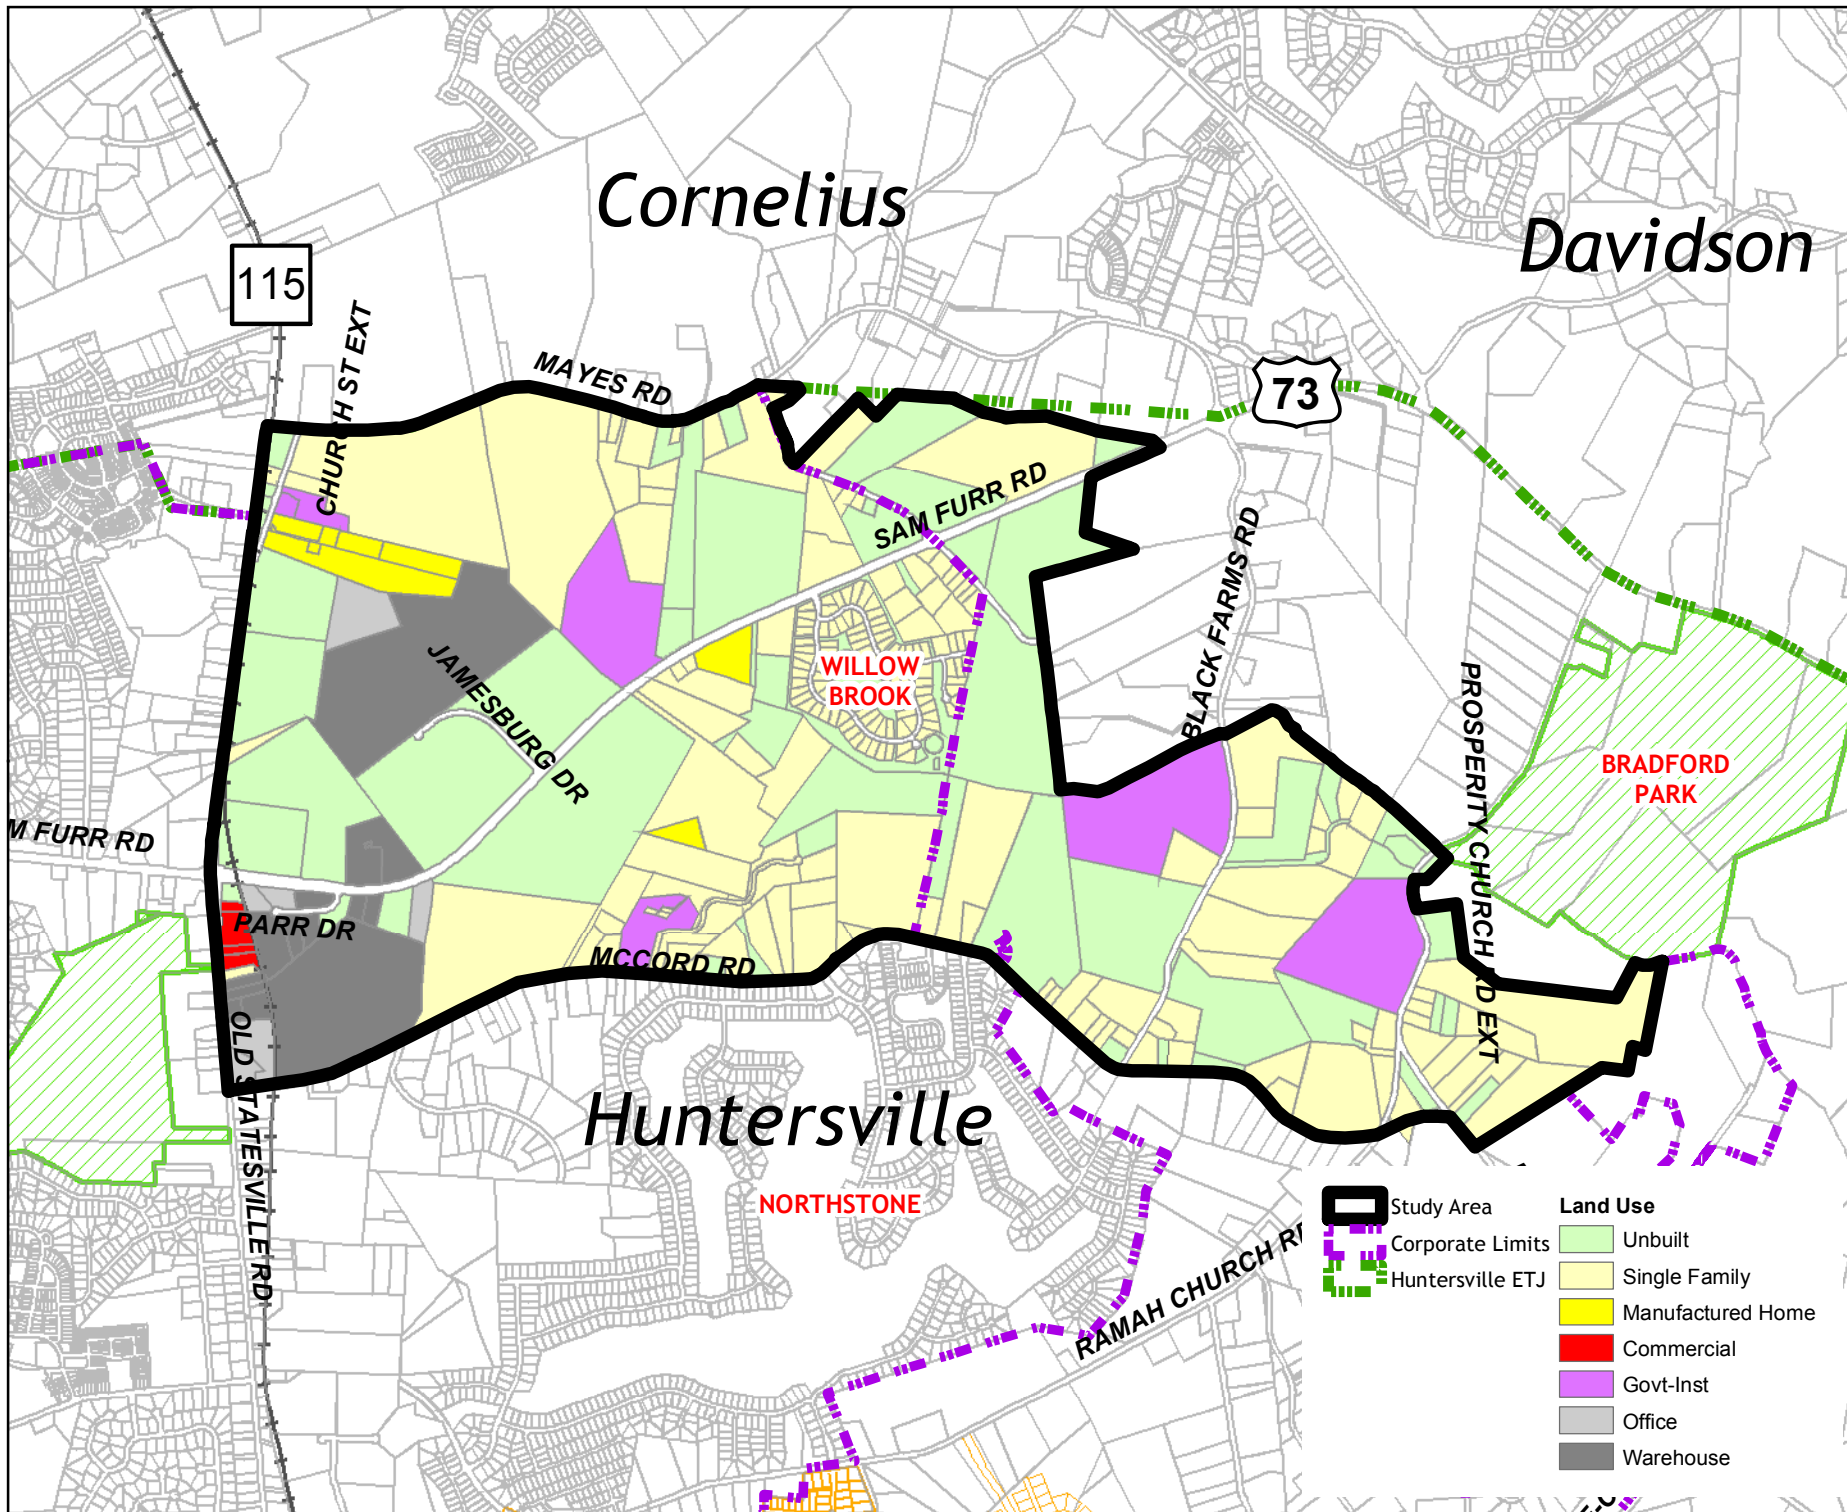 Cornelius
Davidson
115
CHURCH ST EXT
MAYES RD
73
SAM FURR RD
BLACK FARMS RD
WILLOW
BROOK
JAMESBURG DR
PROSPERITY CHURCH RD EXT
BRADFORD
PARK
M FURR RD
PARR DR
MCCORD RD
OLD STATESVILLE RD
Huntersville
NORTHSTONE
RAMAH CHURCH RD
Study Area
Corporate Limits
Huntersville ETJ
Land Use
Unbuilt
Single Family
Manufactured Home
Commercial
Govt-Inst
Office
Warehouse